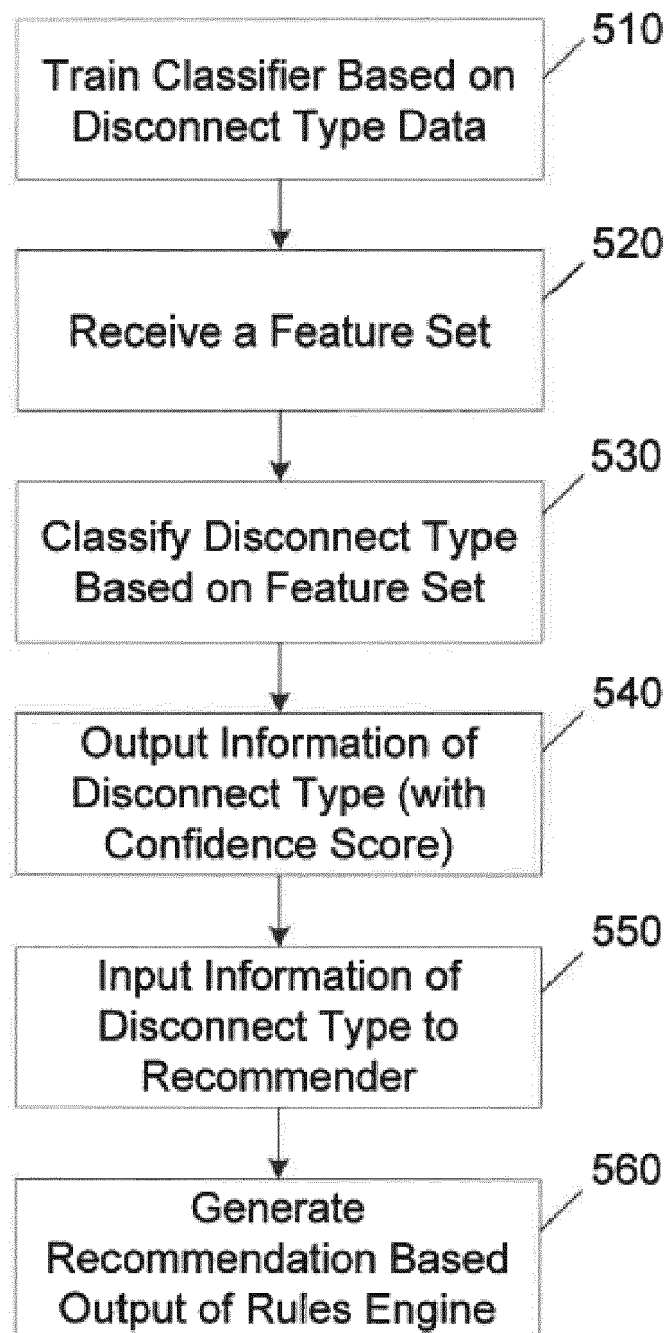 510
Train Classifier Based on
Disconnect Type Data
520
Receive a Feature Set
530
Classify Disconnect Type
Based on Feature Set
540
Output Information of
Disconnect Type (with
Confidence Score)
550
Input Information of
Disconnect Type to
Recommender
560
Generate
Recommendation Based
Output of Rules Engine